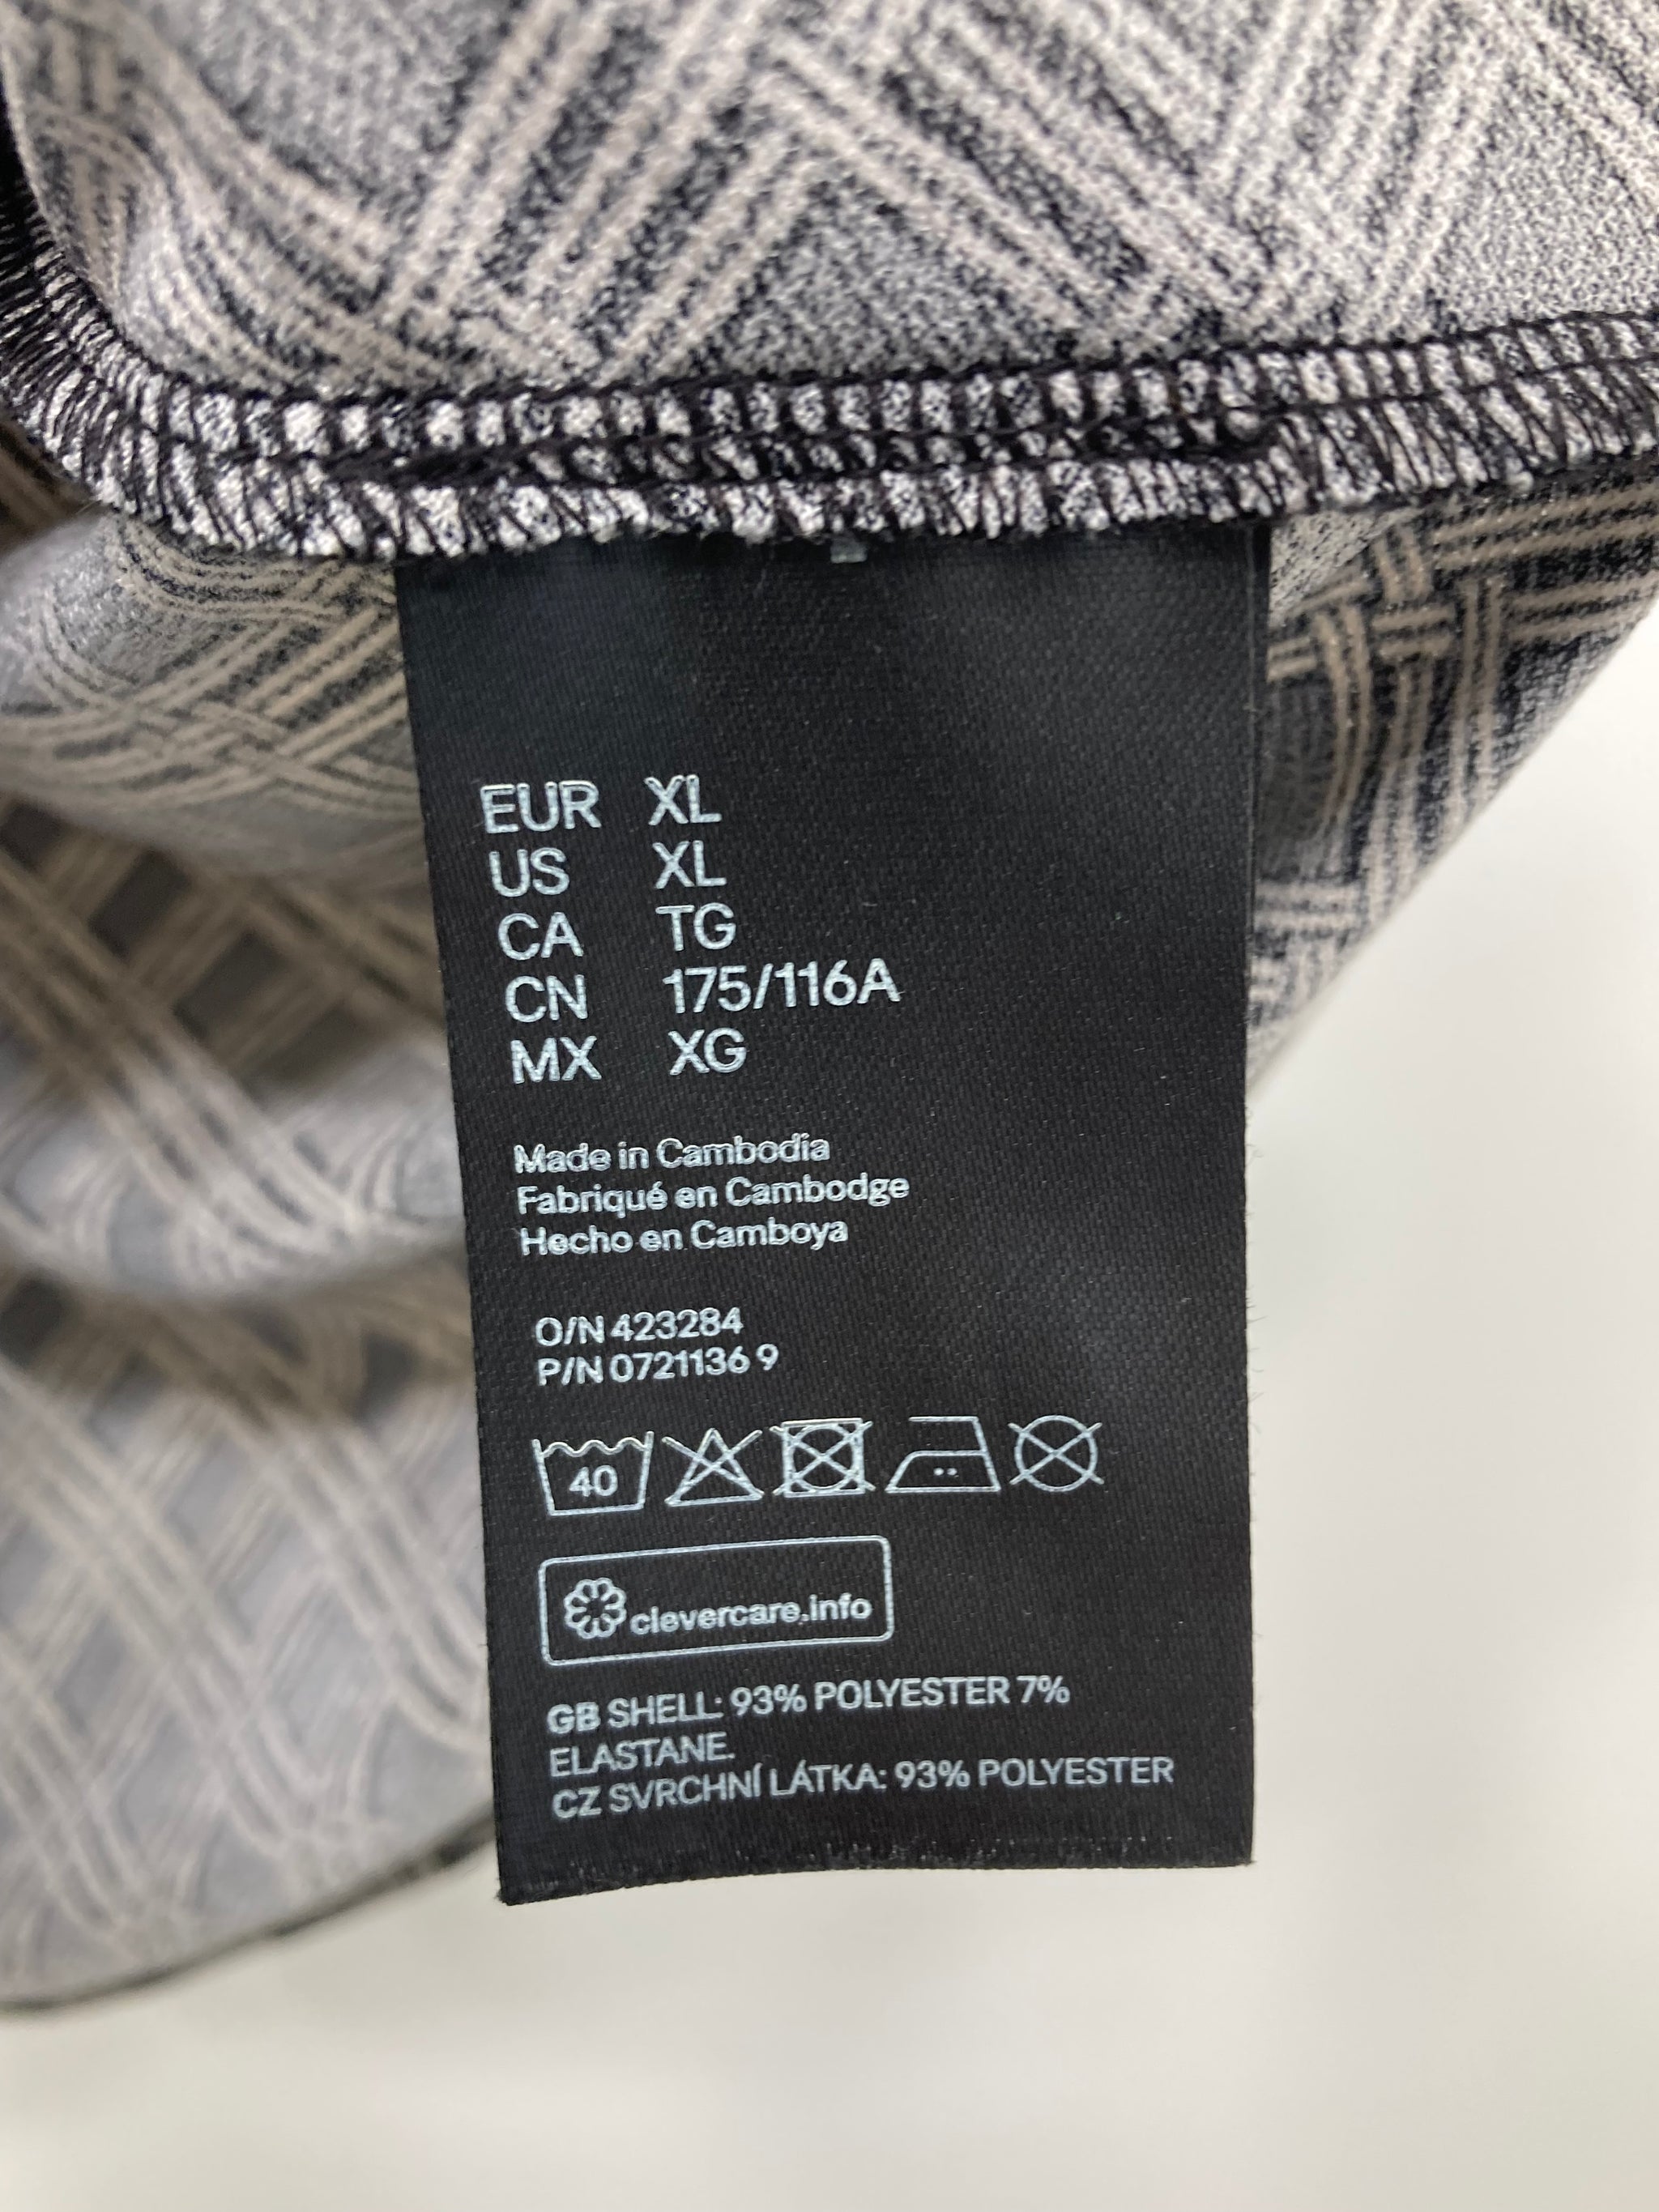 EUR XL
US XL
CA TG
CN 175/116A
MX XG
Made in Cambodia
Fabriqué en Cambodge
Hecho en Camboya
O/N 423284
P/N 0721136 9
40
clevercare.info
GB SHELL: 93% POLYESTER 7%
ELASTANE.
CZ SVRCHNÍ LÁTKA: 93% POLYESTER